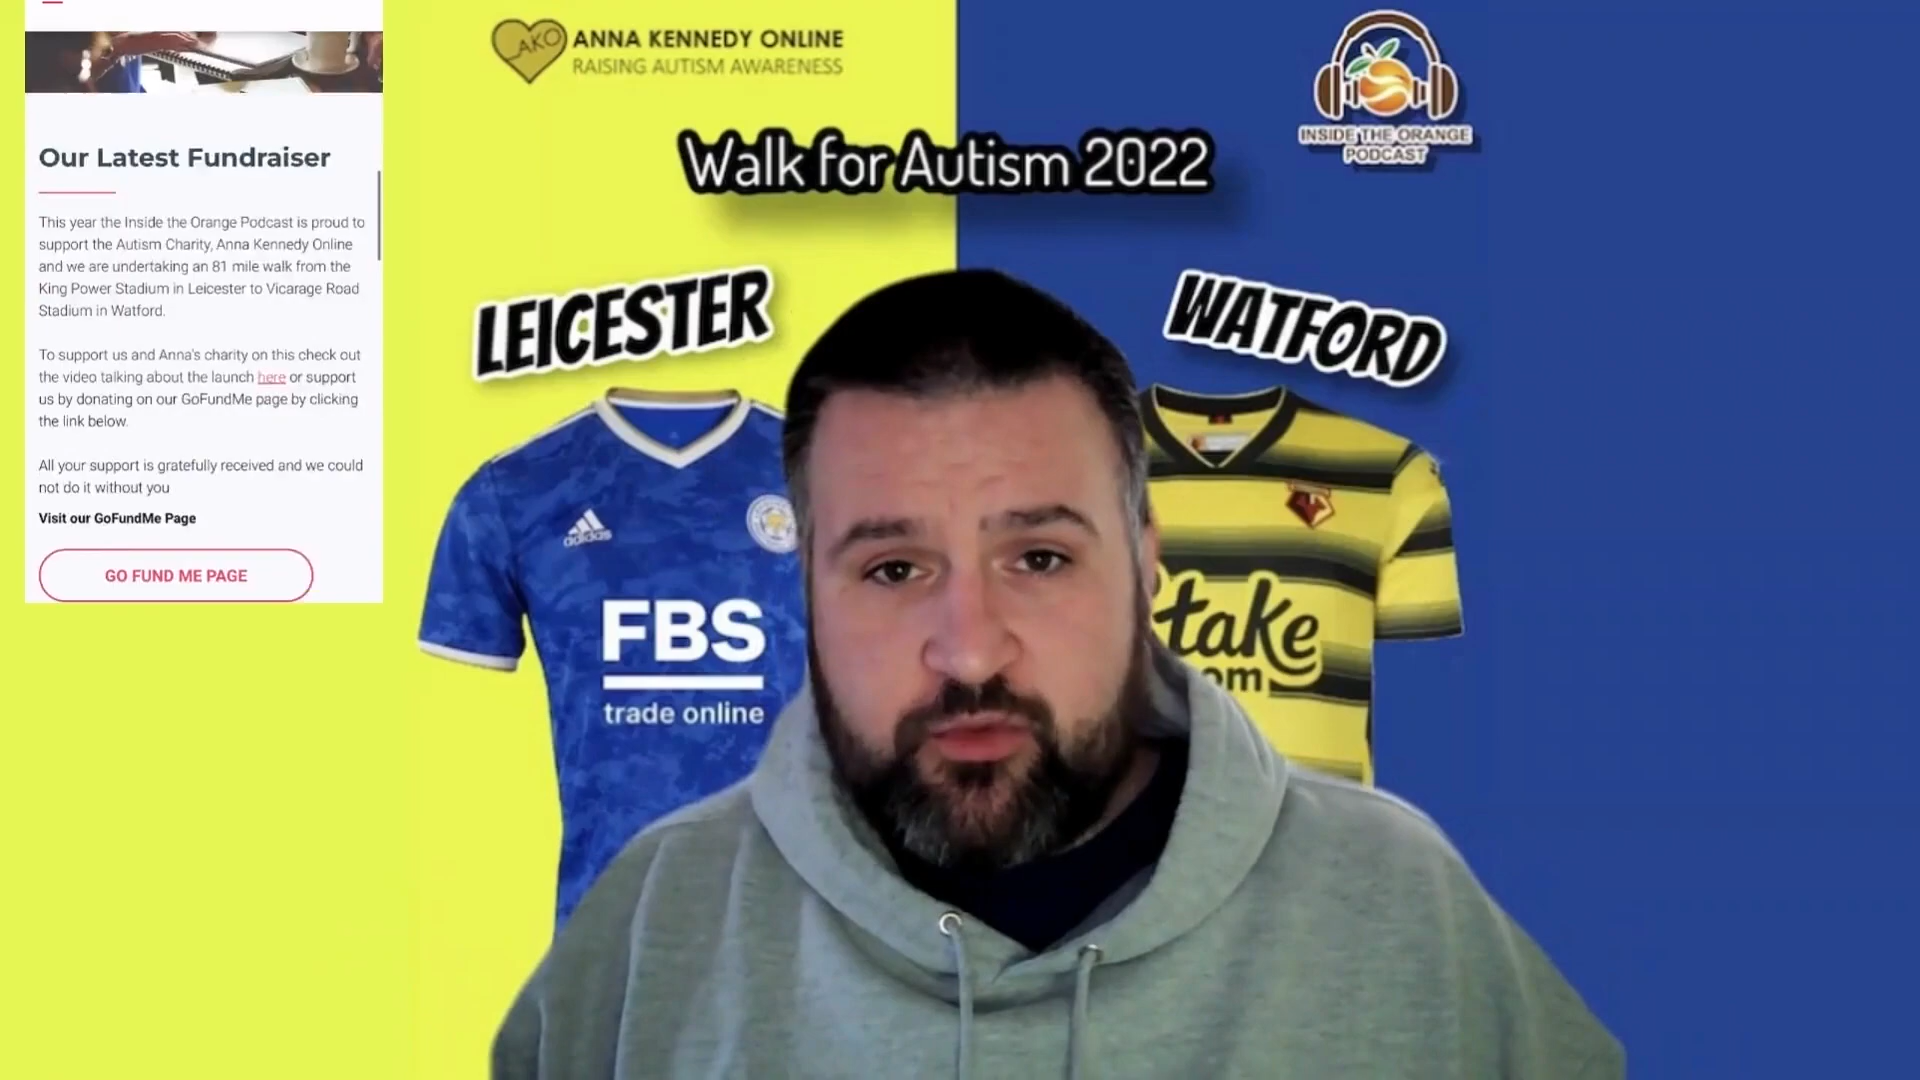 Our Latest Fundraiser
This year the Inside the Orange Podcast is proud to
support the Autism Charity, Anna Kennedy Online
and we are undertaking an 81 mile walk from the
King Power Stadium in Leicester to Vicarage Road
Stadium in Watford.
To support us and Anna's charity on this check out
the video talking about the launch here or support
us by donating on our GoFundMe page by clicking
the link below.
All your support is gratefully received and we could
not do it without you
Visit our GoFundMe Page
GO FUND ME PAGE
AKO
ANNA KENNEDY ONLINE
RAISING AUTISM AWARENESS
INSIDE THE ORANGE
PODCAST
Walk for Autism 2022
LEICESTER
WATFORD
adidas
FBS
trade online
take
om